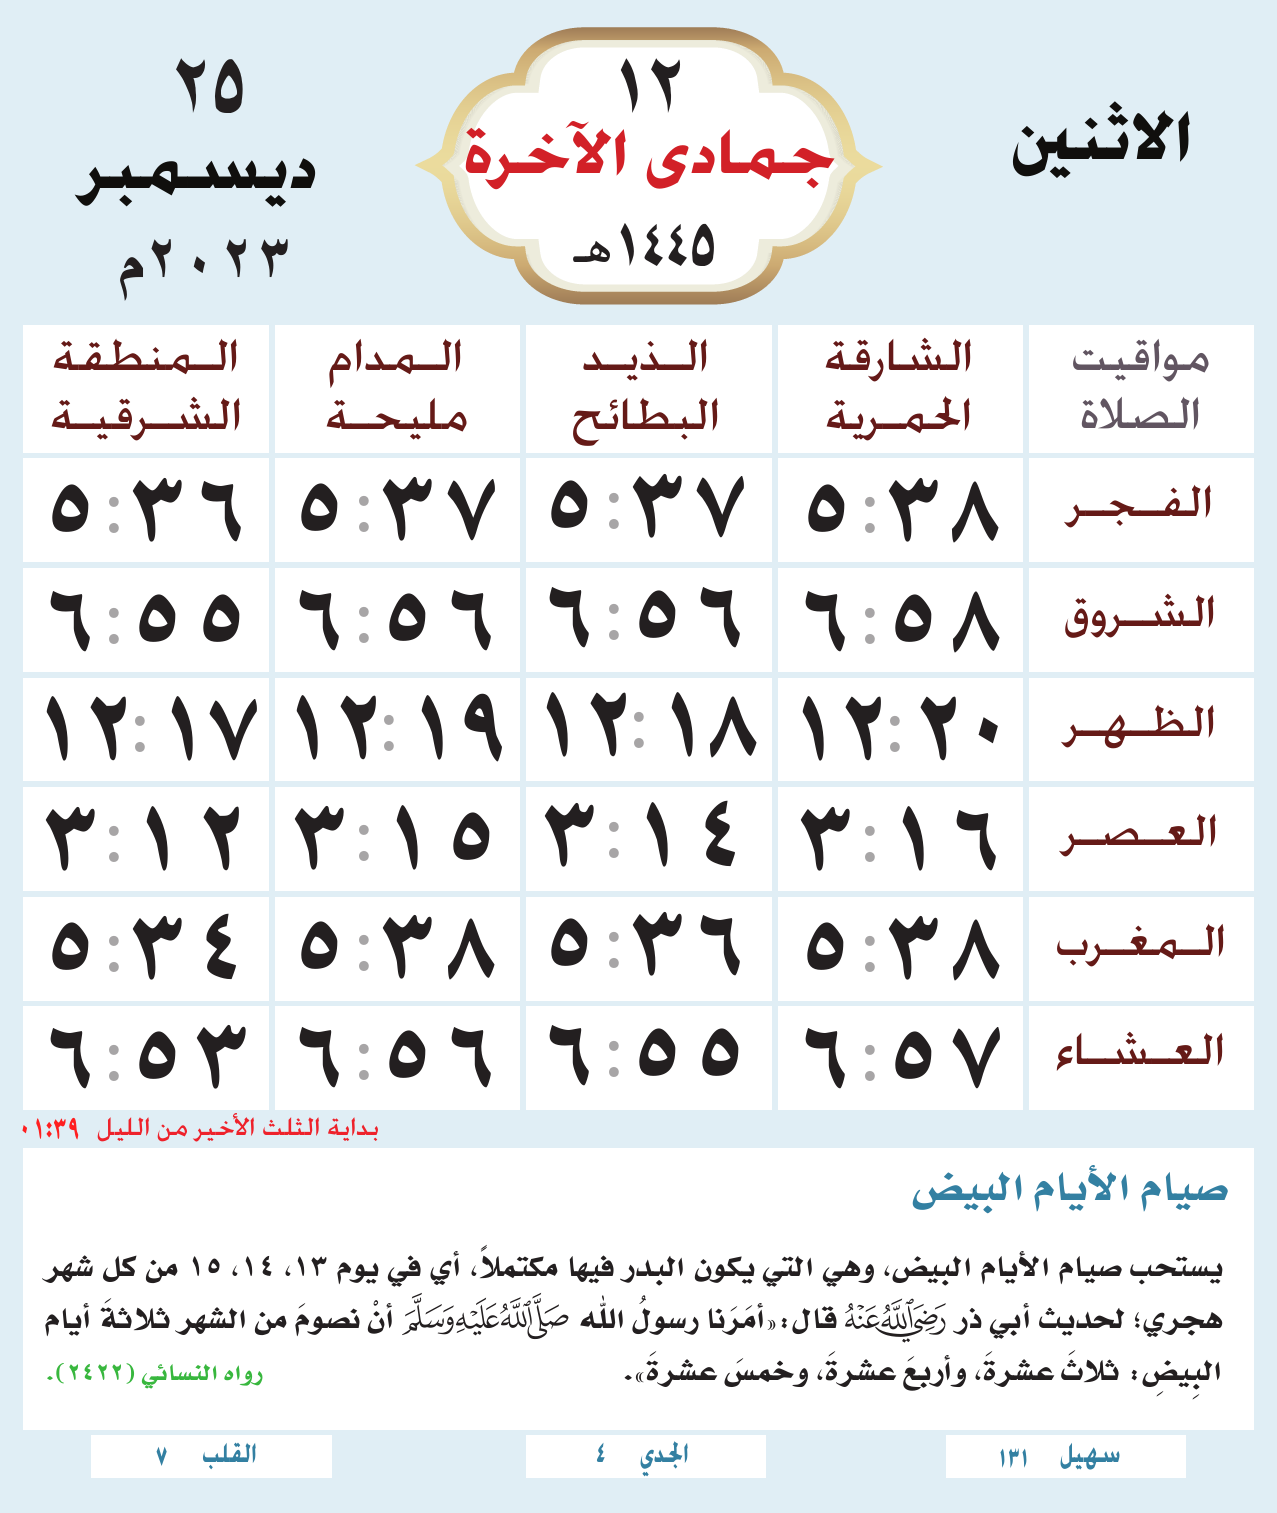 الاثنين
١٢
جمادى الآخرة
١٤٤٥هـ
٢٥
ديسمبر
٢٠٢٣م
مواقيت الصلاة
الشارقة الحمرية
الذيد البطائح
المدام مليحة
المنطقة الشرقية
الفجر ٥:٣٨ ٥:٣٧ ٥:٣٧ ٥:٣٦
الشروق ٦:٥٨ ٦:٥٦ ٦:٥٦ ٦:٥٥
الظهر ١٢:٢٠ ١٢:١٨ ١٢:١٩ ١٢:١٧
العصر ٣:١٦ ٣:١٤ ٣:١٥ ٣:١٢
المغرب ٥:٣٨ ٥:٣٦ ٥:٣٨ ٥:٣٤
العشاء ٦:٥٧ ٦:٥٥ ٦:٥٦ ٦:٥٣
بداية الثلث الأخير من الليل ٠١:٣٩
صيام الأيام البيض
يستحب صيام الأيام البيض، وهي التي يكون البدر فيها مكتملاً، أي في يوم ١٣، ١٤، ١٥ من كل شهر
هجري؛ لحديث أبي ذر رَضِيَ اللَّهُ عَنْهُ قال: «أمَرَنا رسولُ الله صَلَّى اللَّهُ عَلَيْهِ وَسَلَّمَ أنْ نصومَ من الشهر ثلاثةَ أيام
البِيضِ: ثلاثَ عشرةَ، وأربعَ عشرةَ، وخمسَ عشرةَ». رواه النسائي (٢٤٢٢).
سهيل ١٣١
الجدي ٤
القلب ٧